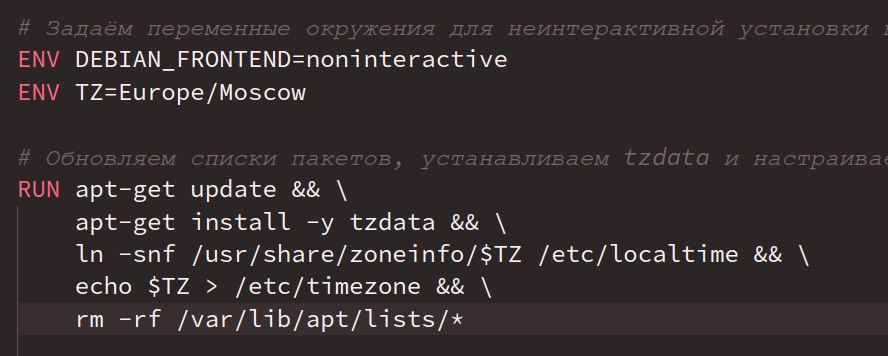 # Задаём переменные окружения для неинтерактивной установки
ENV DEBIAN_FRONTEND=noninteractive
ENV TZ=Europe/Moscow
# Обновляем списки пакетов, устанавливаем tzdata и
RUN apt-get update && \
apt-get install -y tzdata && \
ln -snf /usr/share/zoneinfo/$TZ /etc/localtime && \
echo $TZ > /etc/timezone && \
rm -rf /var/lib/apt/lists/*